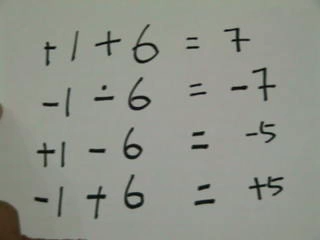 +1 + 6 = 7
-1 - 6 = -7
+1 - 6 = -5
-1 + 6 = +5